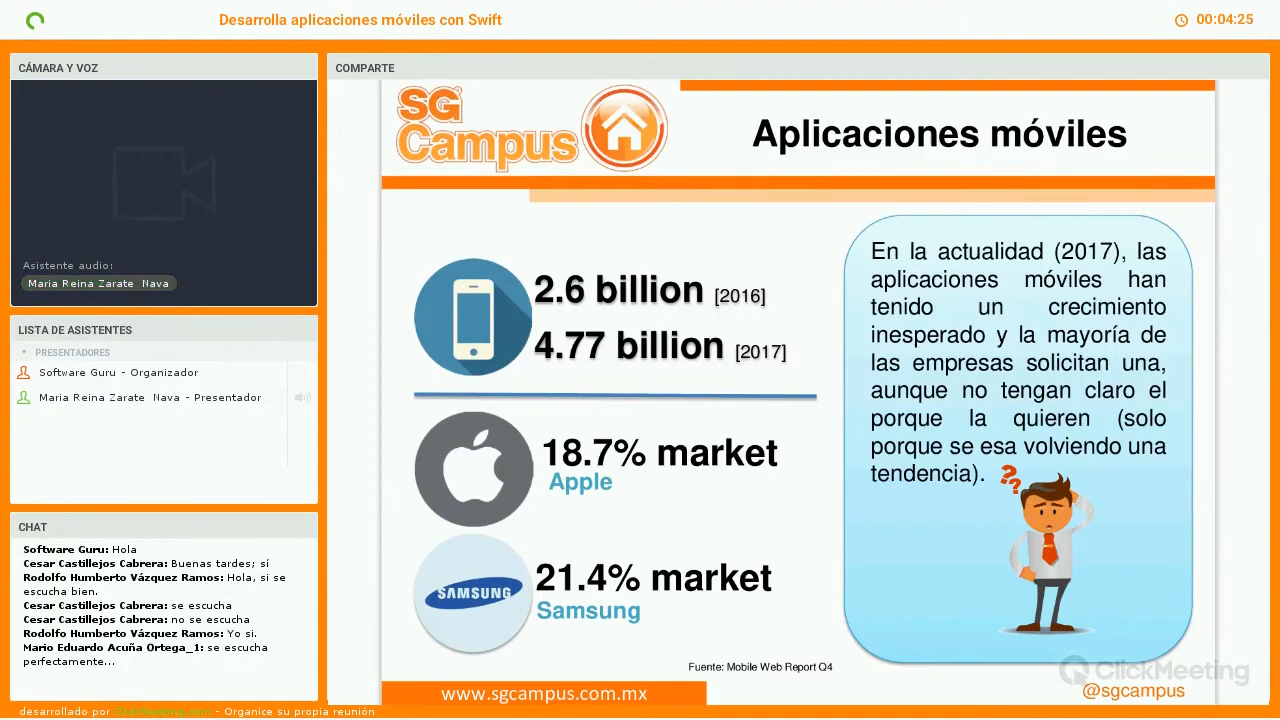 Desarrolla aplicaciones móviles con Swift
00:04:25
CÁMARA Y VOZ
Asistente audio:
Maria Reina Zarate Nava
LISTA DE ASISTENTES
PRESENTADORES
Software Guru - Organizador
Maria Reina Zarate Nava - Presentador
CHAT
Software Guru: Hola
Cesar Castillejos Cabrera: Buenas tardes; sí
Rodolfo Humberto Vázquez Ramos: Hola, si se
escucha bien.
Cesar Castillejos Cabrera: se escucha
Cesar Castillejos Cabrera: no se escucha
Rodolfo Humberto Vázquez Ramos: Yo si.
Mario Eduardo Acuña Ortega_1: se escucha
perfectamente...
COMPARTE
SG
Campus
Aplicaciones móviles
2.6 billion [2016]
4.77 billion [2017]
18.7% market
Apple
SAMSUNG
21.4% market
Samsung
En la actualidad (2017), las
aplicaciones móviles han
tenido un crecimiento
inesperado y la mayoría de
las empresas solicitan una,
aunque no tengan claro el
porque la quieren (solo
porque se esa volviendo una
tendencia).
??
Fuente: Mobile Web Report Q4
www.sgcampus.com.mx
ClickMeeting
@sgcampus
desarrollado por - Organice su propia reunión